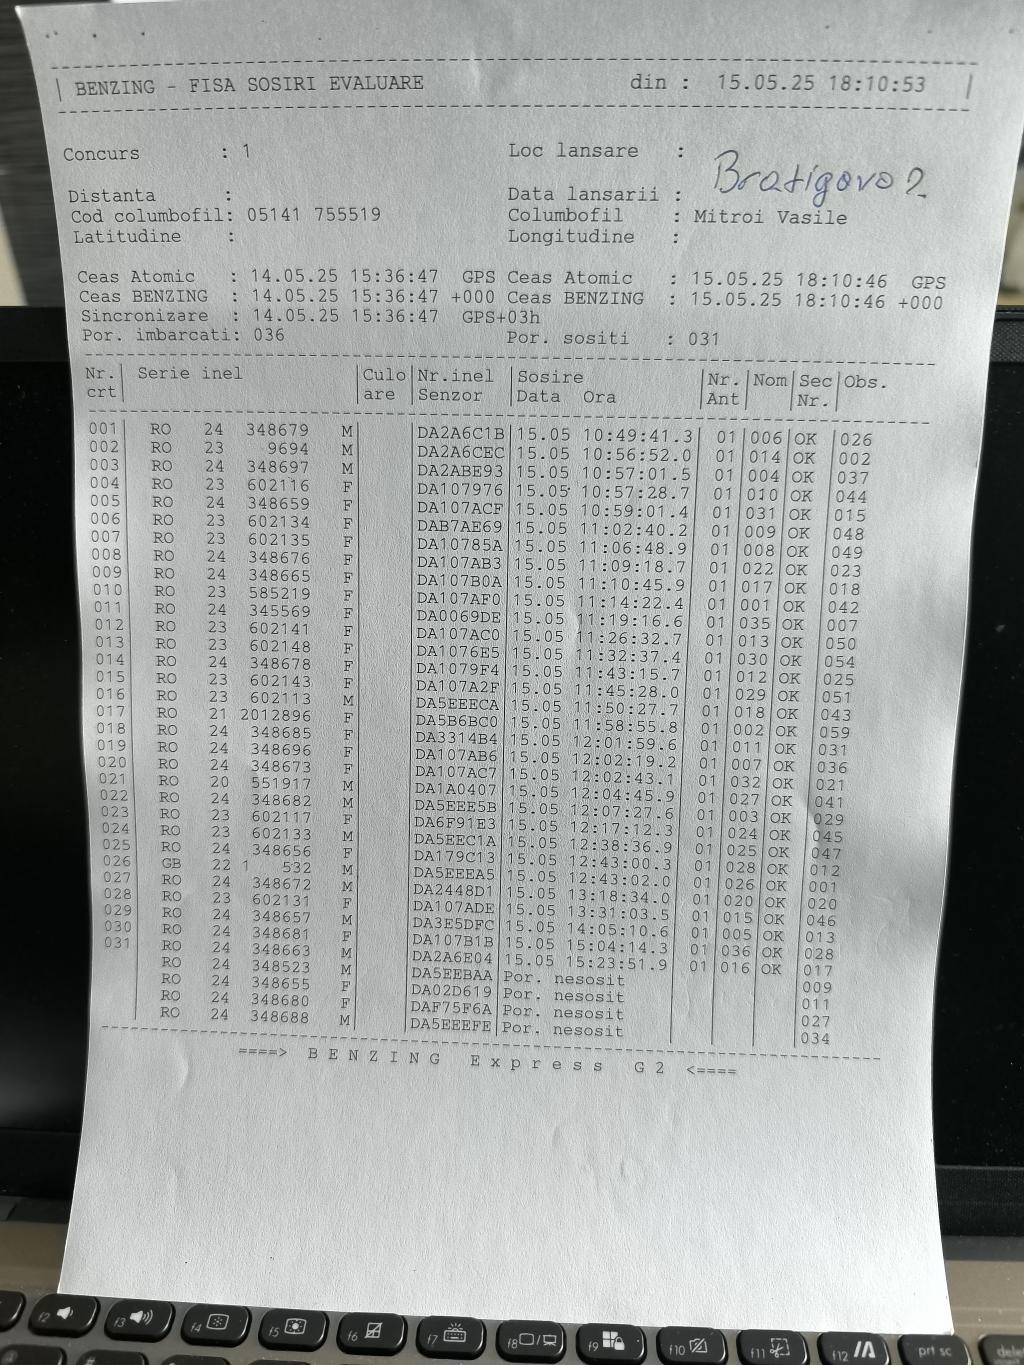 BENZING - FISA SOSIRI EVALUARE din : 15.05.25 18:10:53
Concurs : 1 Loc lansare : Bratigovo 2
Distanta : Data lansarii :
Cod columbofil: 05141 755519 Columbofil : Mitroi Vasile
Latitudine : Longitudine :
Ceas Atomic : 14.05.25 15:36:47 GPS Ceas Atomic : 15.05.25 18:10:46 GPS
Ceas BENZING : 14.05.25 15:36:47 +000 Ceas BENZING : 15.05.25 18:10:46 +000
Sincronizare : 14.05.25 15:36:47 GPS+03h
Por. imbarcati: 036 Por. sositi : 031
Nr. Serie inel Culo Nr.inel Sosire Nr. Nom Sec Obs.
crt are Senzor Data Ora Ant Nr.
001 RO 24 348679 M DA2A6C1B 15.05 10:49:41.3 01 006 OK 026
002 RO 23 9694 M DA2A6CEC 15.05 10:56:52.0 01 014 OK 002
003 RO 24 348697 M DA2ABE93 15.05 10:57:01.5 01 004 OK 037
004 RO 23 602116 F DA107976 15.05 10:57:28.7 01 010 OK 044
005 RO 24 348659 F DA107ACF 15.05 10:59:01.4 01 031 OK 015
006 RO 23 602134 F DAB7AE69 15.05 11:02:40.2 01 009 OK 048
007 RO 23 602135 F DA10785A 15.05 11:06:48.9 01 008 OK 049
008 RO 24 348676 F DA107AB3 15.05 11:09:18.7 01 022 OK 023
009 RO 24 348665 F DA107B0A 15.05 11:10:45.9 01 017 OK 018
010 RO 23 585219 F DA107AF0 15.05 11:14:22.4 01 001 OK 042
011 RO 24 345569 F DA0069DE 15.05 11:19:16.6 01 035 OK 007
012 RO 23 602141 F DA107AC0 15.05 11:26:32.7 01 013 OK 050
013 RO 23 602148 F DA1076E5 15.05 11:32:37.4 01 030 OK 054
014 RO 24 348678 F DA1079F4 15.05 11:43:15.7 01 012 OK 025
015 RO 23 602143 F DA107A2F 15.05 11:45:28.0 01 029 OK 051
016 RO 23 602113 M DA5EEECA 15.05 11:50:27.7 01 018 OK 043
017 RO 21 2012896 F DA5B6BC0 15.05 11:58:55.8 01 002 OK 059
018 RO 24 348685 F DA3314B4 15.05 12:01:59.6 01 011 OK 031
019 RO 24 348696 F DA107AB6 15.05 12:02:19.2 01 007 OK 036
020 RO 24 348673 F DA107AC7 15.05 12:02:43.1 01 032 OK 021
021 RO 20 551917 M DA1A0407 15.05 12:04:45.9 01 027 OK 041
022 RO 24 348682 M DA5EEE5B 15.05 12:07:27.6 01 003 OK 029
023 RO 23 602117 F DA6F91E3 15.05 12:17:12.3 01 024 OK 045
024 RO 23 602133 M DA5EEC1A 15.05 12:38:36.9 01 025 OK 047
025 RO 24 348656 F DA179C13 15.05 12:43:00.3 01 028 OK 012
026 GB 22 1 532 M DA5EEEA5 15.05 12:43:02.0 01 026 OK 001
027 RO 24 348672 M DA2448D1 15.05 13:18:34.0 01 020 OK 020
028 RO 23 602131 F DA107ADE 15.05 13:31:03.5 01 015 OK 046
029 RO 24 348657 M DA3E5DFC 15.05 14:05:10.6 01 005 OK 013
030 RO 24 348681 F DA107B1B 15.05 15:04:14.3 01 036 OK 028
031 RO 24 348663 M DA2A6E04 15.05 15:23:51.9 01 016 OK 017
RO 24 348523 M DA5EEBAA Por. nesosit 009
RO 24 348655 F DA02D619 Por. nesosit 011
RO 24 348680 F DAF75F6A Por. nesosit 027
RO 24 348688 M DA5EEEFE Por. nesosit 034
====> B E N Z I N G E x p r e s s G 2 <====
f2 f3 f4 f5 f6 f7 f8 f9 f10 f11 f12 prt sc